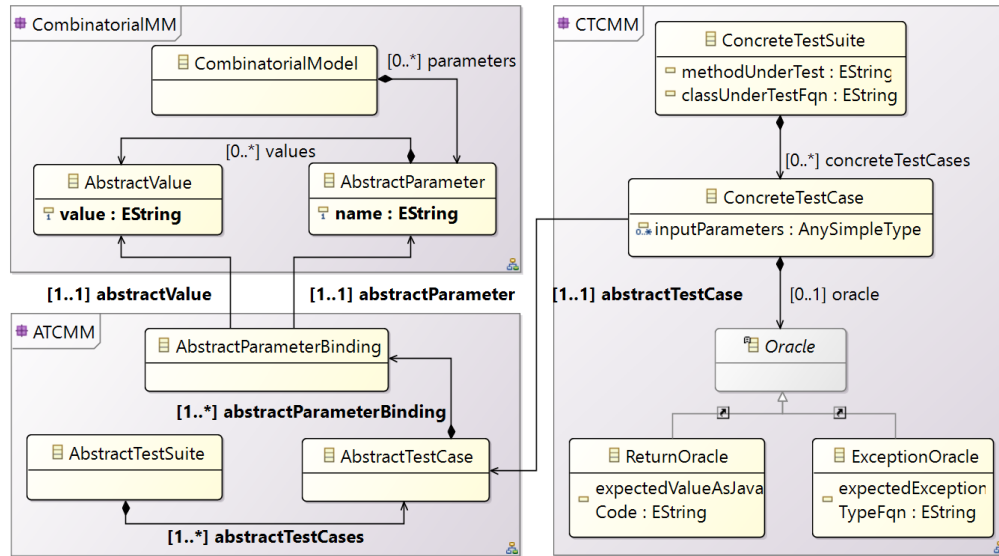 CombinatorialMM
CombinatorialModel
[0..*] parameters
[0..*] values
AbstractValue
value : EString
AbstractParameter
name : EString
[1..1] abstractValue
[1..1] abstractParameter
ATCMM
AbstractParameterBinding
[1..*] abstractParameterBinding
AbstractTestSuite
AbstractTestCase
[1..*] abstractTestCases
CTCMM
ConcreteTestSuite
methodUnderTest : EString
classUnderTestFqn : EString
[0..*] concreteTestCases
ConcreteTestCase
0..* inputParameters : AnySimpleType
[1..1] abstractTestCase
[0..1] oracle
Oracle
ReturnOracle
expectedValueAsJava
Code : EString
ExceptionOracle
expectedException
TypeFqn : EString